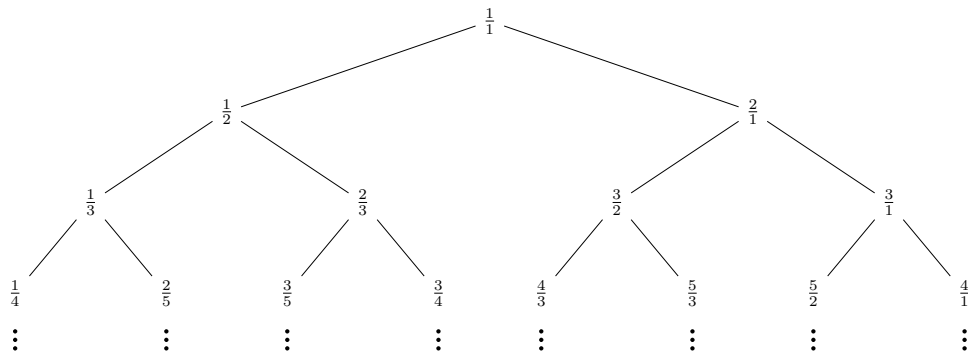 1/1
1/2 2/1
1/3 2/3 3/2 3/1
1/4 2/5 3/5 3/4 4/3 5/3 5/2 4/1
⋮ ⋮ ⋮ ⋮ ⋮ ⋮ ⋮ ⋮